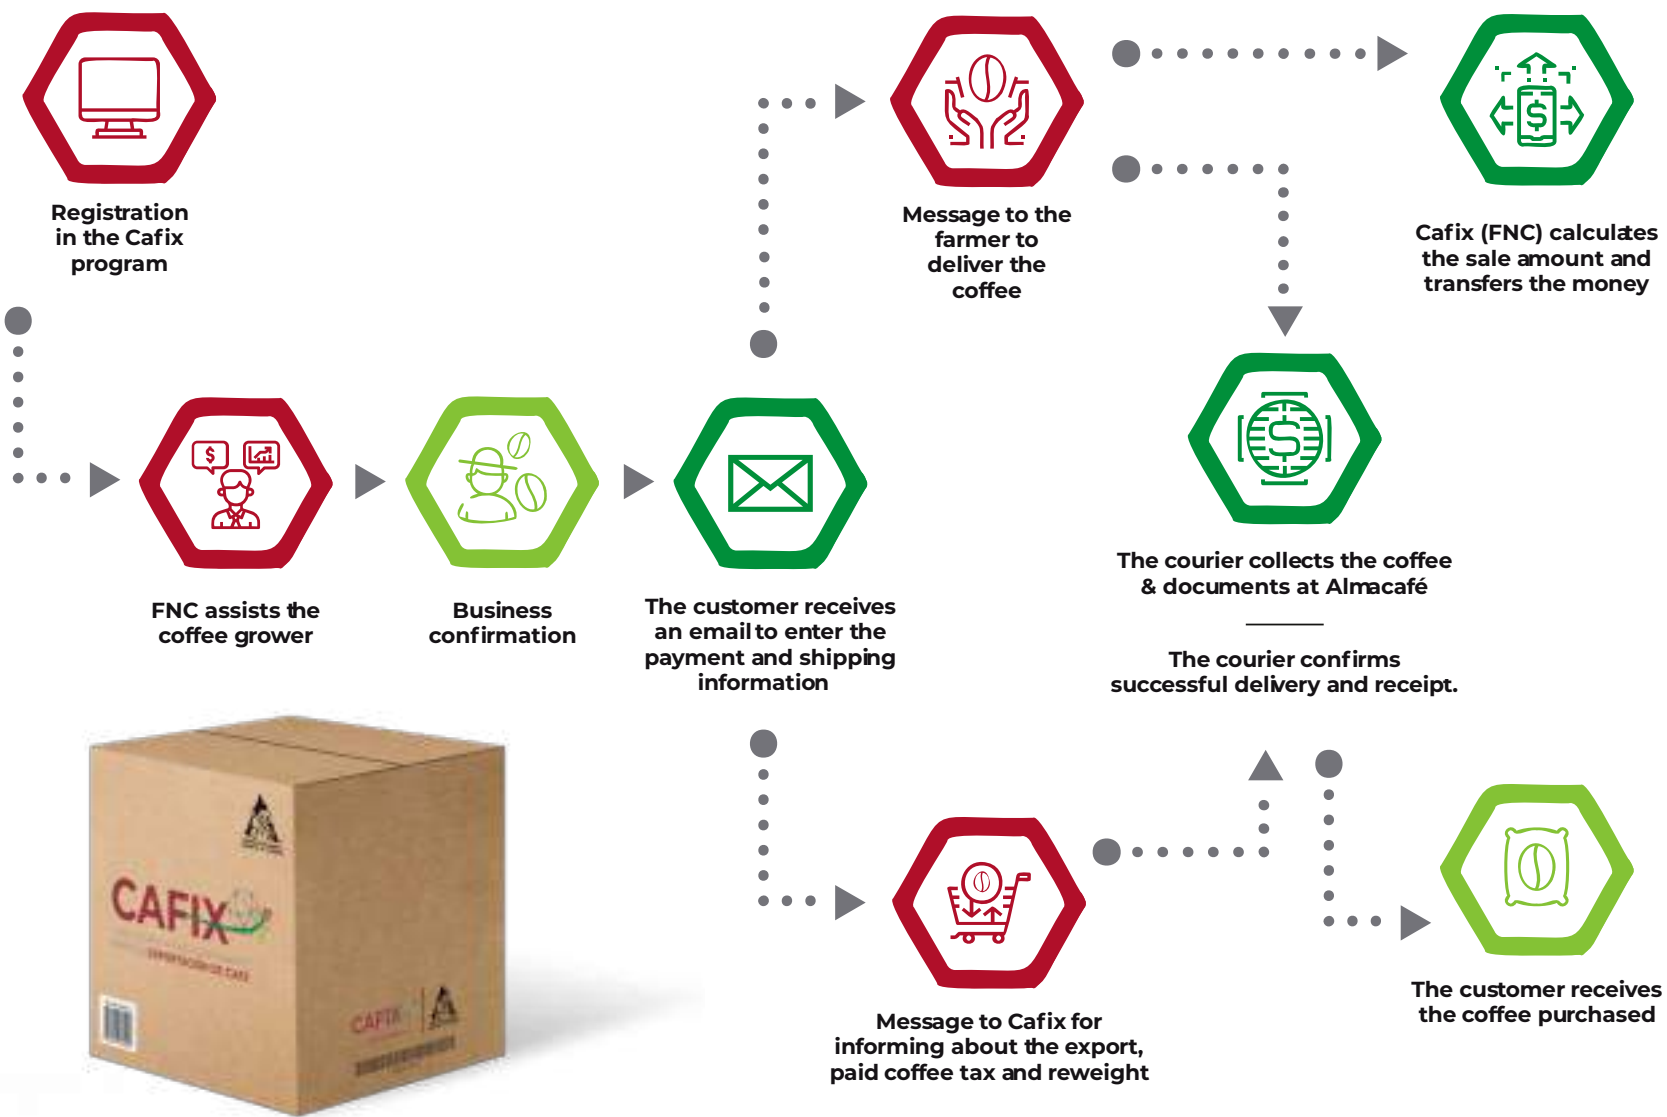 Registration
in the Cafix
program
Message to the
farmer to
deliver the
coffee
Cafix (FNC) calculates
the sale amount and
transfers the money
FNC assists the
coffee grower
Business
confirmation
The customer receives
an email to enter the
payment and shipping
information
The courier collects the coffee
& documents at Almacafé
The courier confirms
successful delivery and receipt.
Message to Cafix for
informing about the export,
paid coffee tax and reweight
The customer receives
the coffee purchased
CAFIX
CAFIX